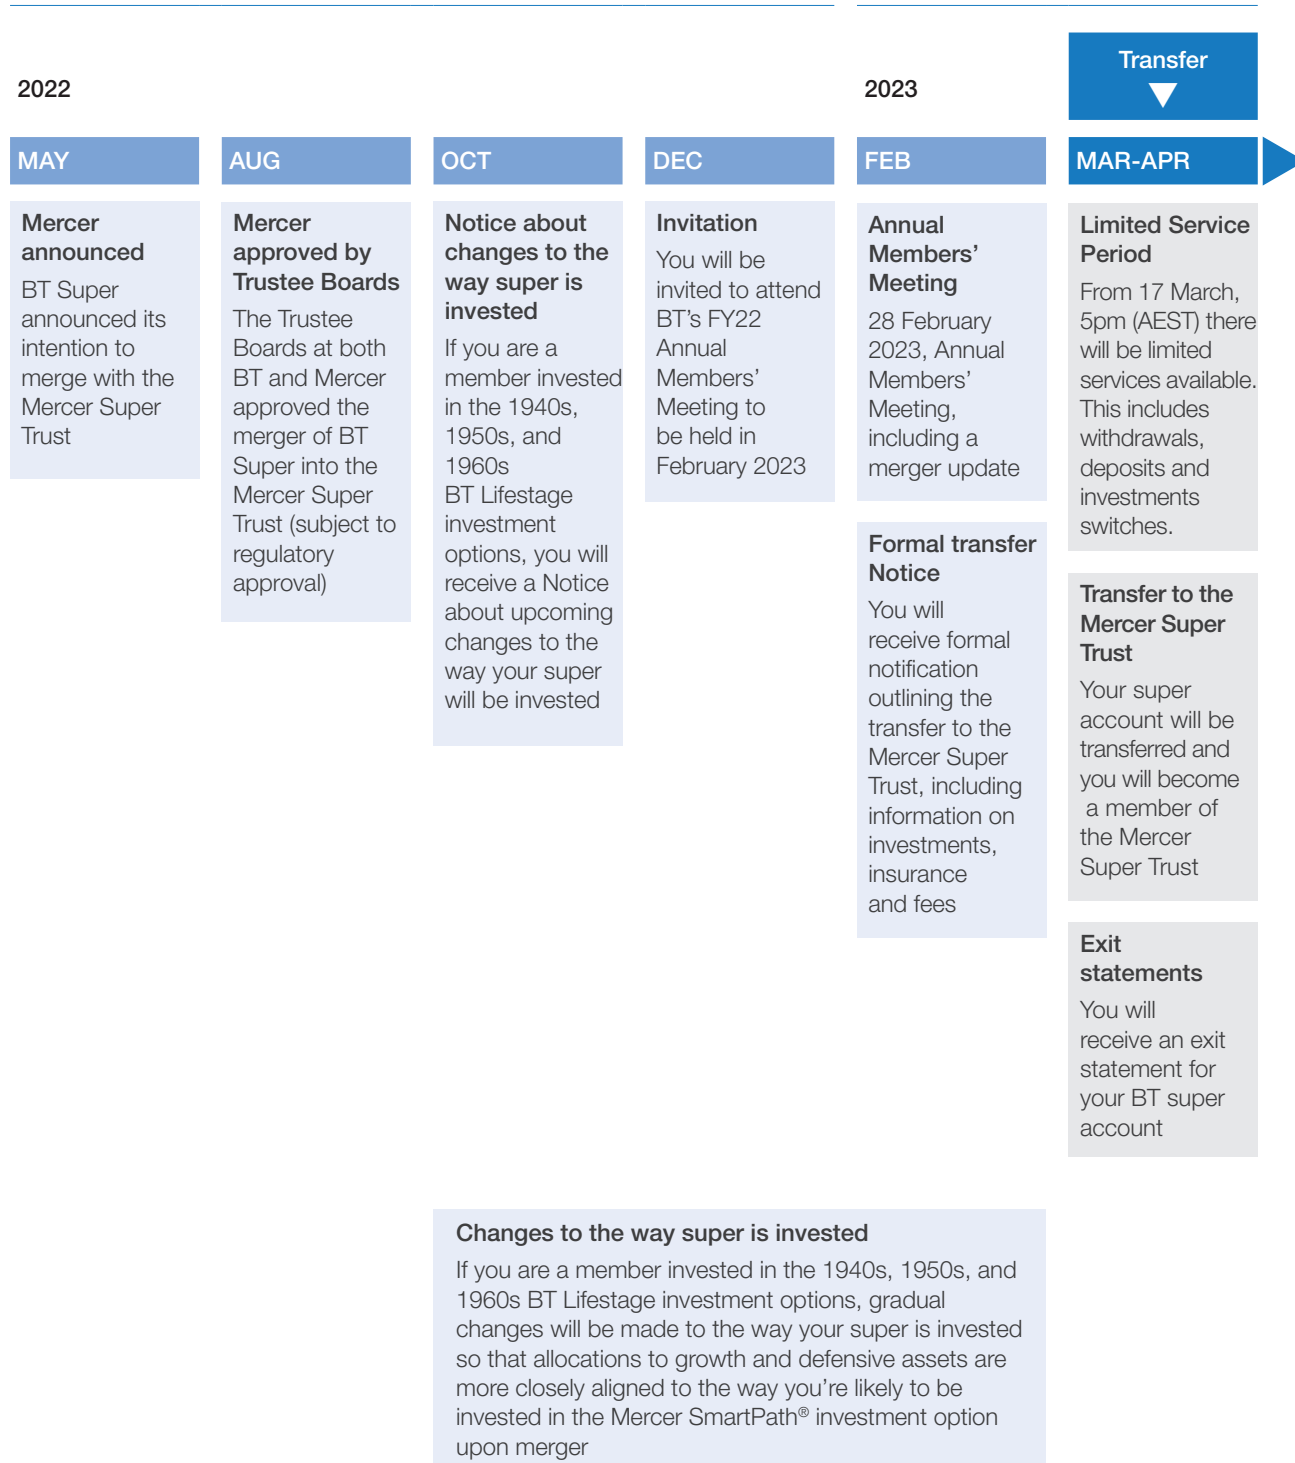 2022
2023
Transfer
MAY
AUG
OCT
DEC
FEB
MAR-APR
Mercer
announced
BT Super
announced its
intention to
merge with the
Mercer Super
Trust
Mercer
approved by
Trustee Boards
The Trustee
Boards at both
BT and Mercer
approved the
merger of BT
Super into the
Mercer Super
Trust (subject to
regulatory
approval)
Notice about
changes to the
way super is
invested
If you are a
member invested
in the 1940s,
1950s, and
1960s
BT Lifestage
investment
options, you will
receive a Notice
about upcoming
changes to the
way your super
will be invested
Invitation
You will be
invited to attend
BT’s FY22
Annual
Members’
Meeting to
be held in
February 2023
Annual
Members’
Meeting
28 February
2023, Annual
Members’
Meeting,
including a
merger update
Formal transfer
Notice
You will
receive formal
notification
outlining the
transfer to the
Mercer Super
Trust, including
information on
investments,
insurance
and fees
Limited Service
Period
From 17 March,
5pm (AEST) there
will be limited
services available.
This includes
withdrawals,
deposits and
investments
switches.
Transfer to the
Mercer Super
Trust
Your super
account will be
transferred and
you will become
a member of
the Mercer
Super Trust
Exit
statements
You will
receive an exit
statement for
your BT super
account
Changes to the way super is invested
If you are a member invested in the 1940s, 1950s, and
1960s BT Lifestage investment options, gradual
changes will be made to the way your super is invested
so that allocations to growth and defensive assets are
more closely aligned to the way you’re likely to be
invested in the Mercer SmartPath® investment option
upon merger